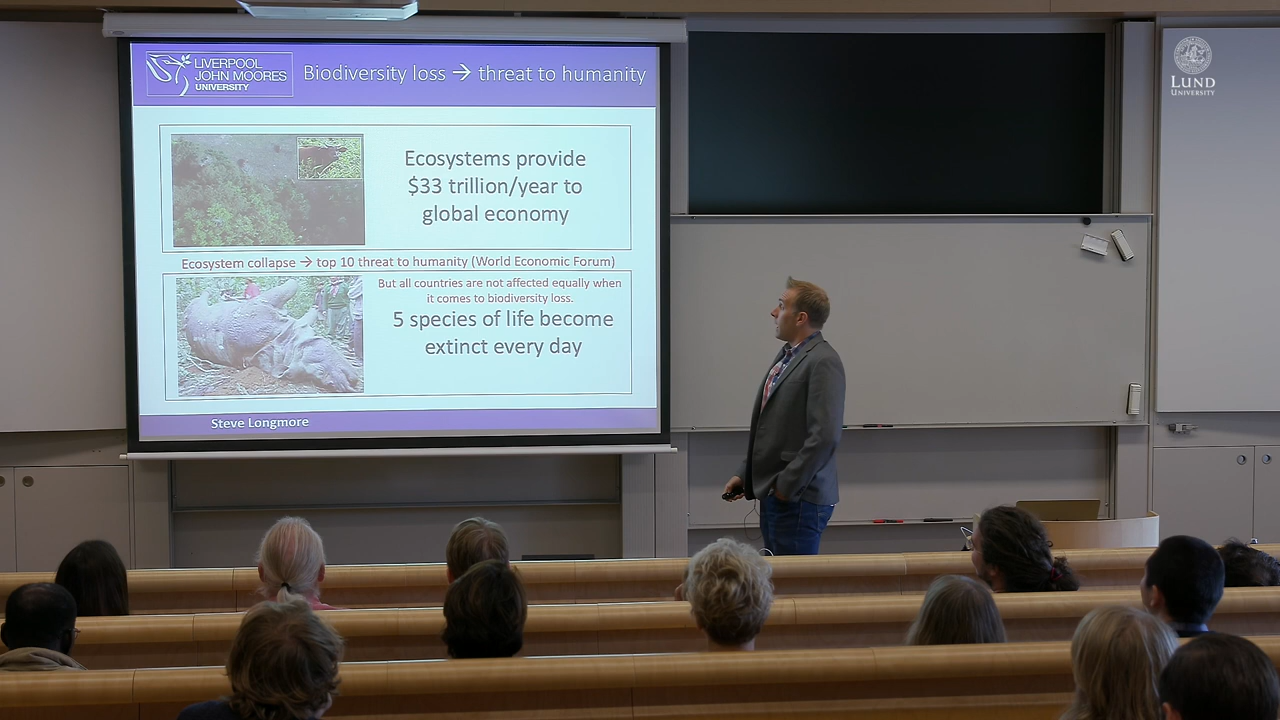 LIVERPOOL
JOHN MOORES
UNIVERSITY
Biodiversity loss → threat to humanity
Ecosystems provide
$33 trillion/year to
global economy
Ecosystem collapse → top 10 threat to humanity (World Economic Forum)
But all countries are not affected equally when
it comes to biodiversity loss.
5 species of life become
extinct every day
Steve Longmore
LUND
UNIVERSITY